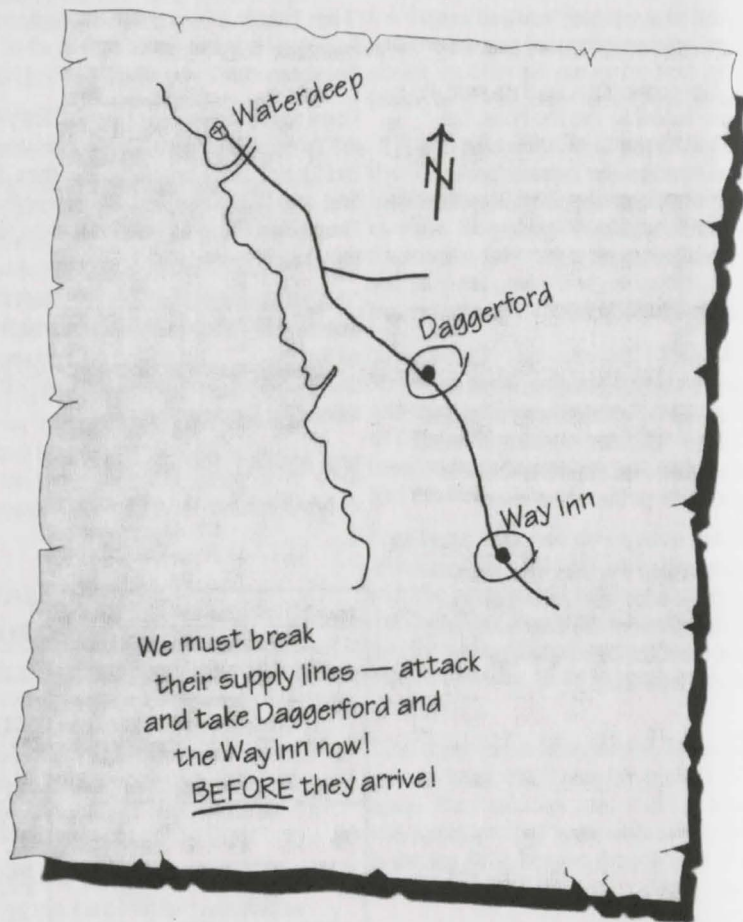 Waterdeep
N
Daggerford
Way Inn
We must break
their supply lines — attack
and take Daggerford and
the Way Inn now!
BEFORE they arrive!